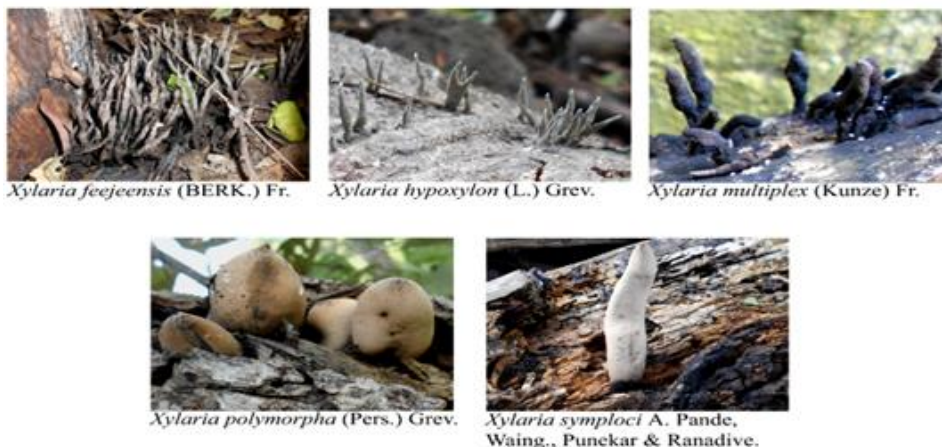 Xylaria feejeensis (BERK.) Fr.
Xylaria hypoxylon (L.) Grev.
Xylaria multiplex (Kunze) Fr.
Xylaria polymorpha (Pers.) Grev.
Xylaria symploci A. Pande,
Waing., Punekar & Ranadive.